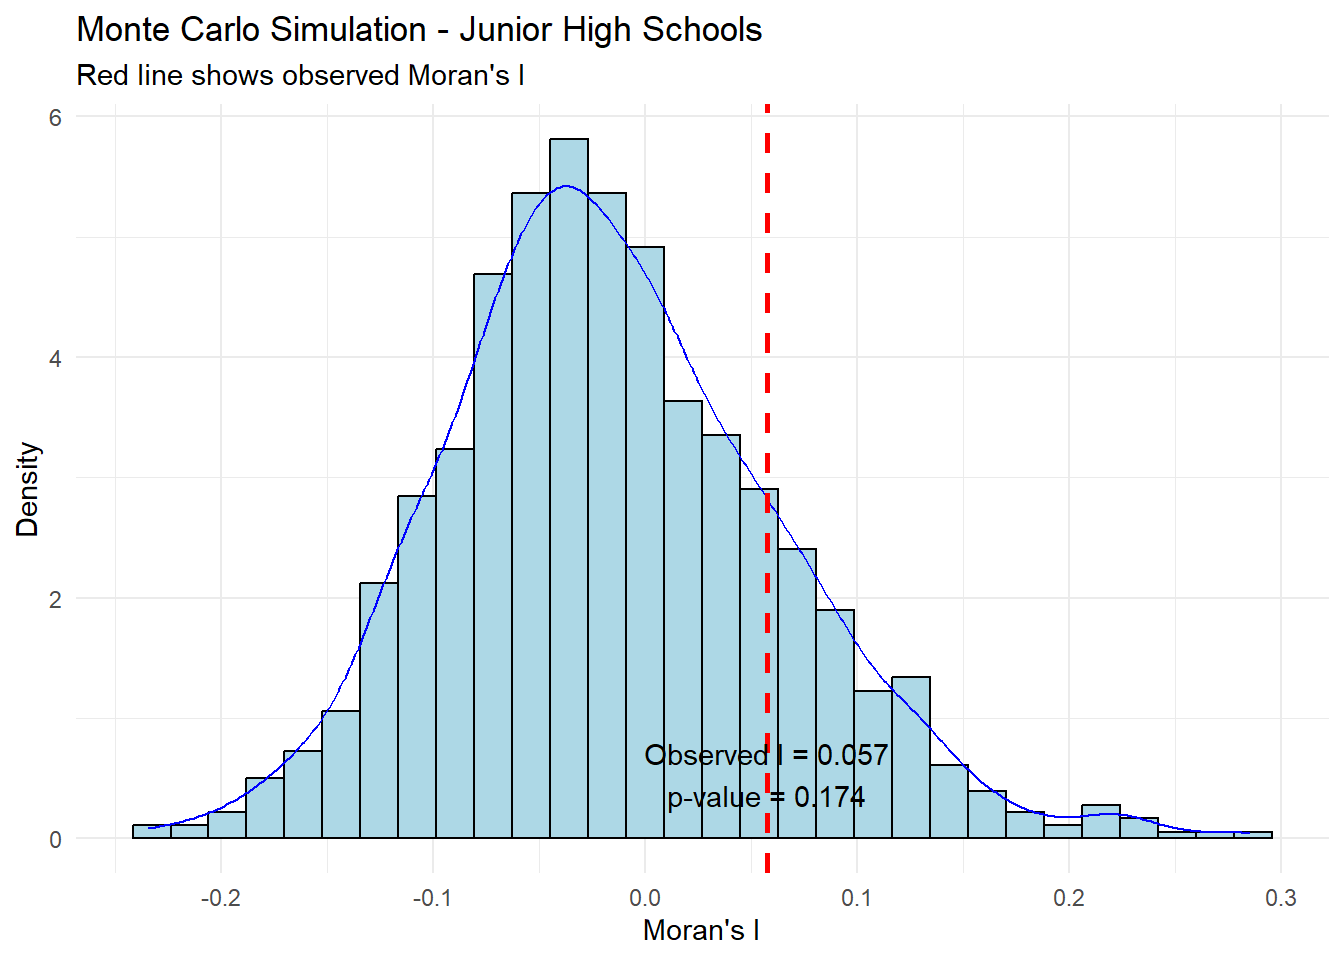 Monte Carlo Simulation - Junior High Schools
Red line shows observed Moran's I
6
4
2
0
Density
Observed I = 0.057
p-value = 0.174
-0.2
-0.1
0.0
0.1
0.2
0.3
Moran's I